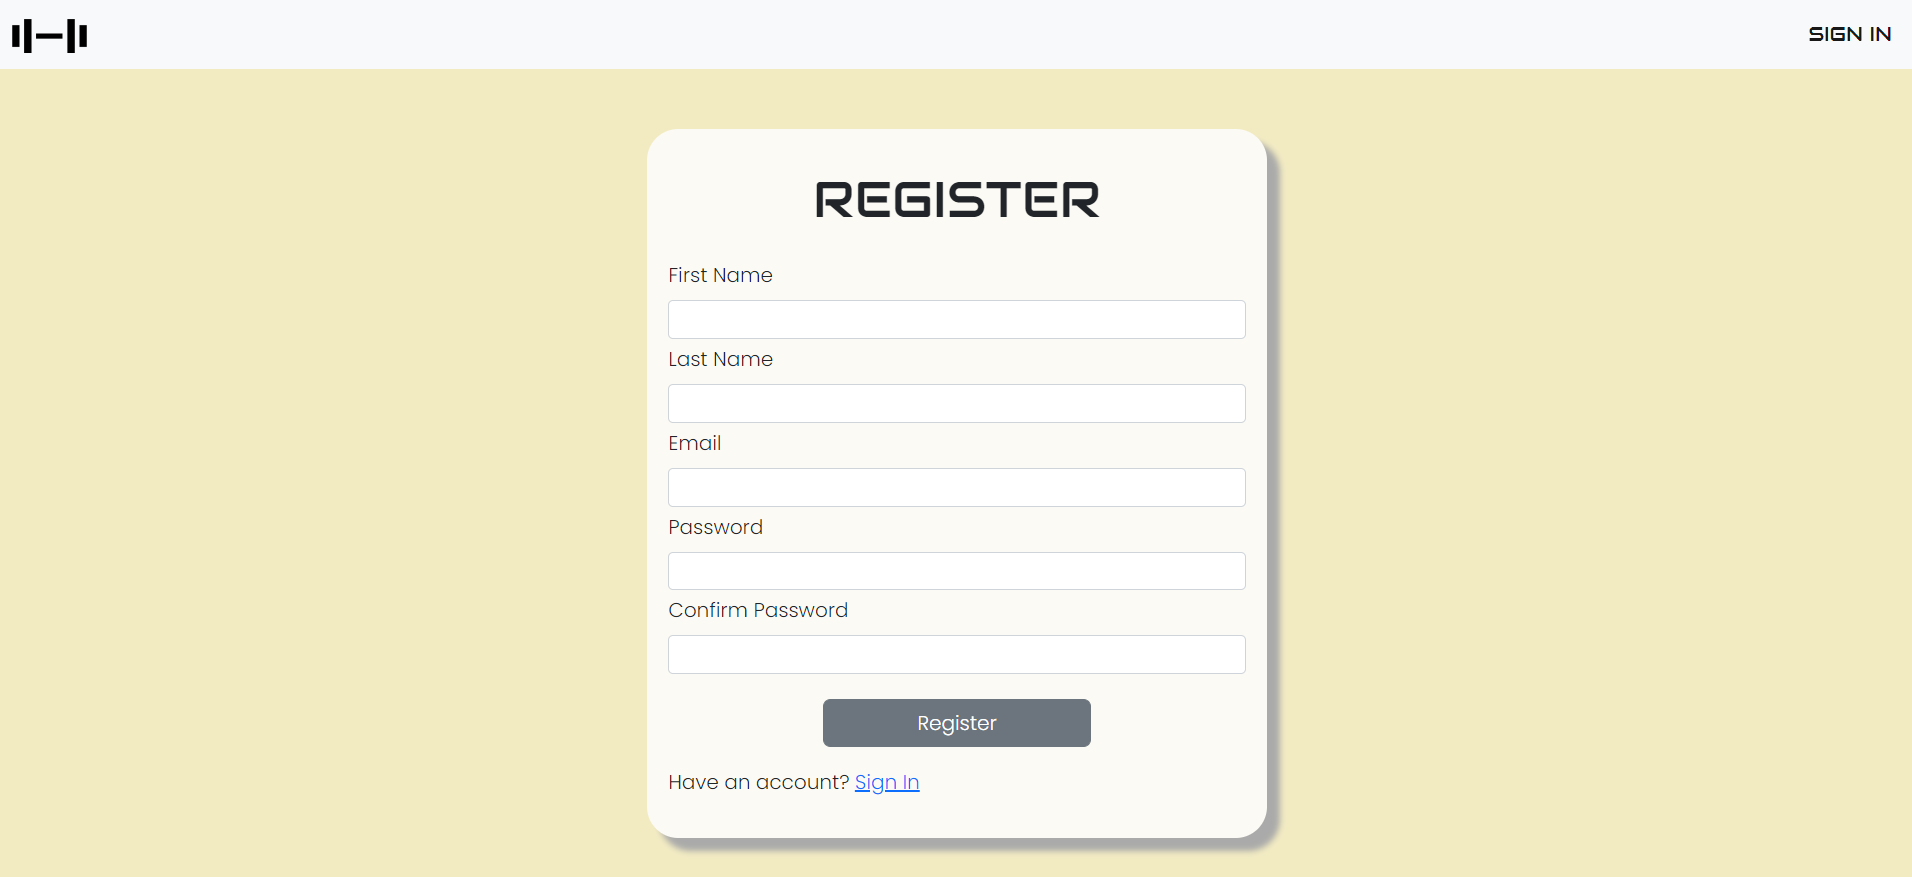 SIGN IN
REGISTER
First Name
Last Name
Email
Password
Confirm Password
Register
Have an account? Sign In